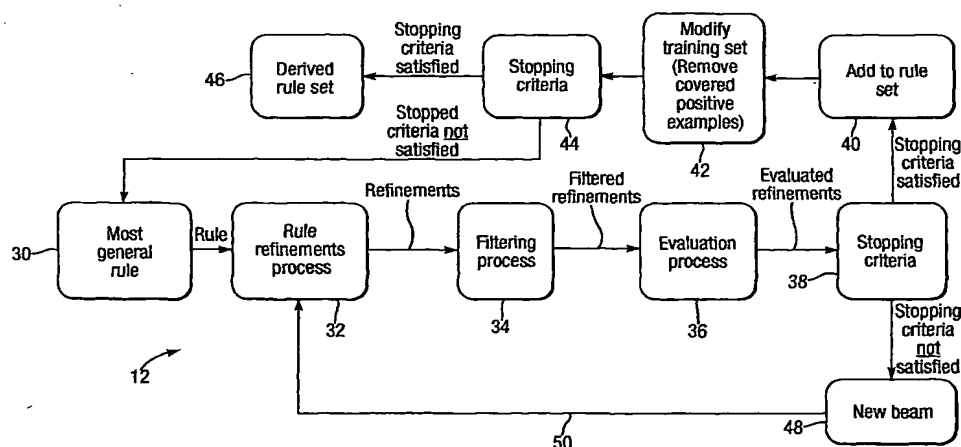 46
Derived
rule set
Stopping
criteria
satisfied
Stopping
criteria
44
Modify
training set
(Remove
covered
positive
examples)
42
Add to rule
set
40
Stopped
criteria not
satisfied
Stopping
criteria
satisfied
30
Most
general
rule
Rule
Rule
refinements
process
32
Refinements
Filtering
process
34
Filtered
refinements
Evaluation
process
36
Evaluated
refinements
Stopping
criteria
38
Stopping
criteria
not
satisfied
12
50
New beam
48